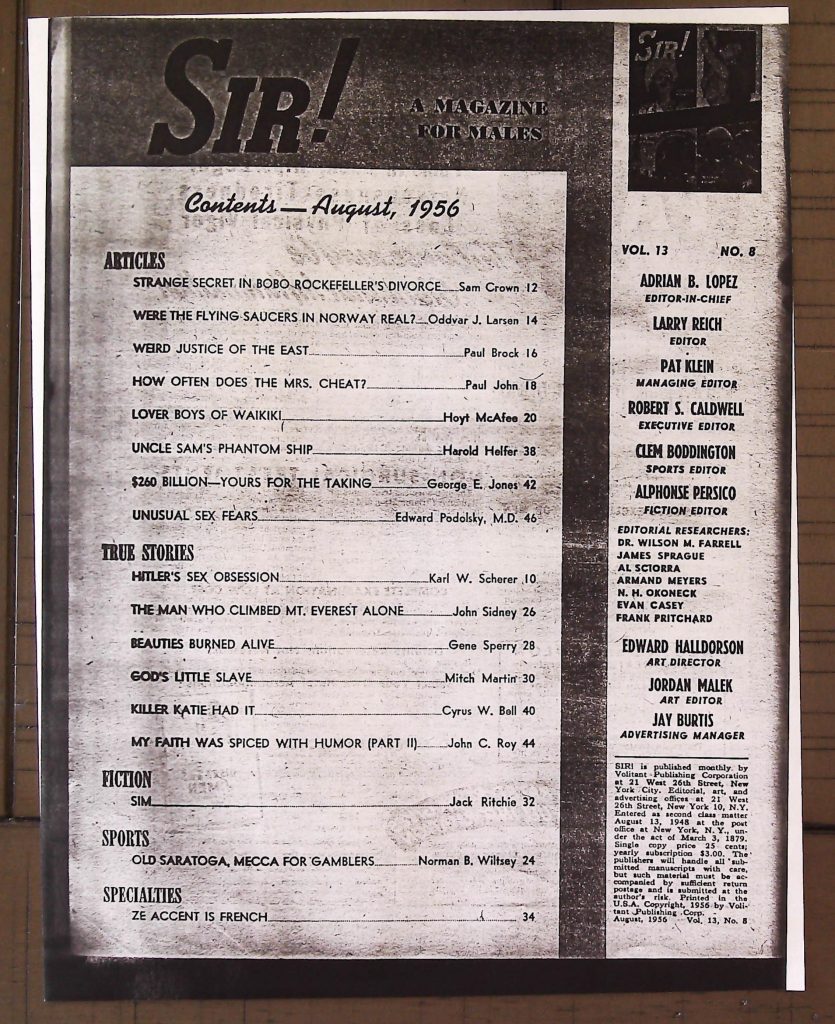 SIR!
A MAGAZINE
FOR MALES
Contents — August, 1956
ARTICLES
STRANGE SECRET IN BOBO ROCKEFELLER'S DIVORCE Sam Crown 12
WERE THE FLYING SAUCERS IN NORWAY REAL? Oddvar J. Larsen 14
WEIRD JUSTICE OF THE EAST Paul Brock 16
HOW OFTEN DOES THE MRS. CHEAT? Paul John 18
LOVER BOYS OF WAIKIKI Hoyt McAfee 20
UNCLE SAM'S PHANTOM SHIP Harold Helfer 38
$260 BILLION—YOURS FOR THE TAKING George E. Jones 42
UNUSUAL SEX FEARS Edward Podolsky, M.D. 46
TRUE STORIES
HITLER'S SEX OBSESSION Karl W. Scherer 10
THE MAN WHO CLIMBED MT. EVEREST ALONE John Sidney 26
BEAUTIES BURNED ALIVE Gene Sperry 28
GOD'S LITTLE SLAVE Mitch Martin 30
KILLER KATIE HAD IT Cyrus W. Bell 40
MY FAITH WAS SPICED WITH HUMOR (PART II) John C. Roy 44
FICTION
SIM Jack Ritchie 32
SPORTS
OLD SARATOGA, MECCA FOR GAMBLERS Norman B. Wiltsey 24
SPECIALTIES
ZE ACCENT IS FRENCH 34
SIR!
VOL. 13 NO. 8
ADRIAN B. LOPEZ
EDITOR-IN-CHIEF
LARRY REICH
EDITOR
PAT KLEIN
MANAGING EDITOR
ROBERT S. CALDWELL
EXECUTIVE EDITOR
CLEM BODDINGTON
SPORTS EDITOR
ALPHONSE PERSICO
FICTION EDITOR
EDITORIAL RESEARCHERS:
DR. WILSON M. FARRELL
JAMES SPRAGUE
AL SCIORRA
ARMAND MEYERS
N. H. OKONECK
EVAN CASEY
FRANK PRITCHARD
EDWARD HALLDORSON
ART DIRECTOR
JORDAN MALEK
ART EDITOR
JAY BURTIS
ADVERTISING MANAGER
SIR! is published monthly by
Volitant Publishing Corporation
at 21 West 26th Street, New
York City. Editorial, art, and
advertising offices at 21 West
26th Street, New York 10, N.Y.
Entered as second class matter
August 13, 1948 at the post
office at New York, N. Y., un-
der the act of March 3, 1879.
Single copy price 25 cents;
yearly subscription $3.00. The
publishers will handle all sub-
mitted manuscripts with care,
but such material must be ac-
companied by sufficient return
postage and is submitted at the
author's risk. Printed in the
U.S.A. Copyright, 1956 by Voli-
tant Publishing Corp.
August, 1956 Vol. 13, No. 8